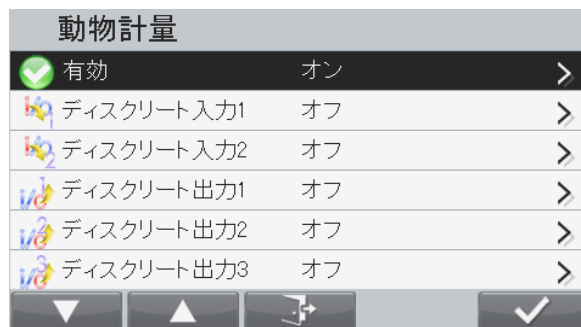 動物計量
有効 オン
ディスクリート入力1 オフ
ディスクリート入力2 オフ
ディスクリート出力1 オフ
ディスクリート出力2 オフ
ディスクリート出力3 オフ